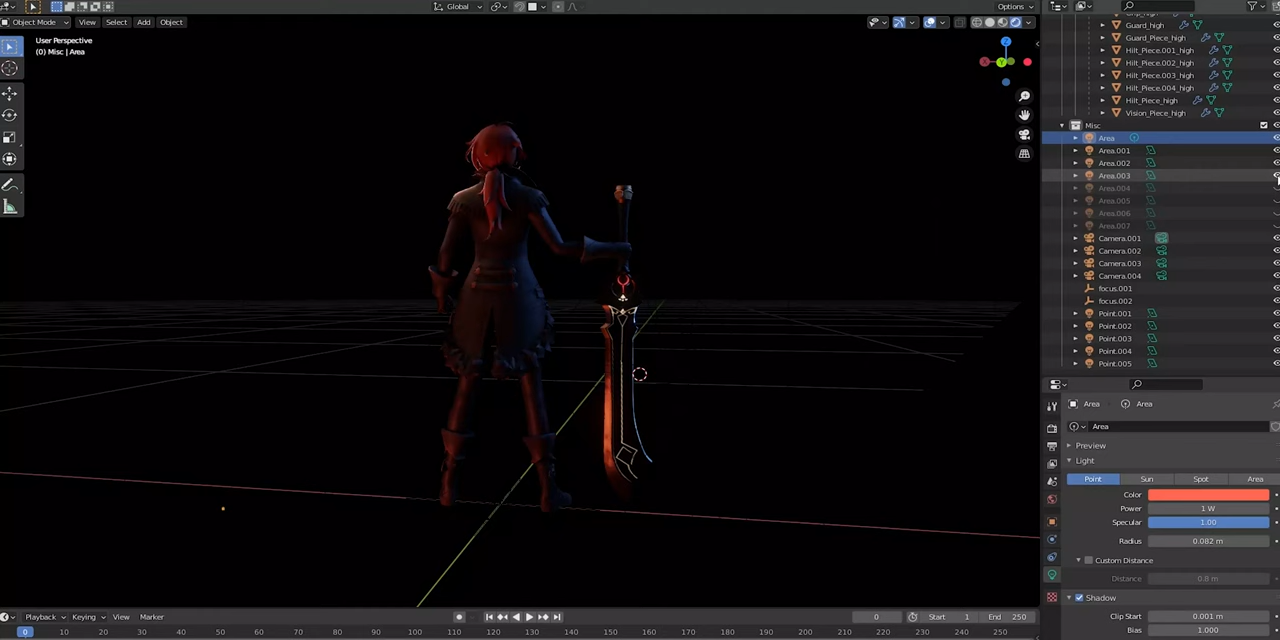 Global
Options
Object Mode
View
Select
Add
Object
User Perspective
(0) Misc | Area
Z
X
Y
Guard_high
Guard_Piece_high
Hilt_Piece.001_high
Hilt_Piece.002_high
Hilt_Piece.003_high
Hilt_Piece.004_high
Hilt_Piece_high
Vision_Piece_high
Misc
Area
Area.001
Area.002
Area.003
Area.004
Area.005
Area.006
Area.007
Camera.001
Camera.002
Camera.003
Camera.004
focus.001
focus.002
Point.001
Point.002
Point.003
Point.004
Point.005
Area
Area
Area
Preview
Light
Point
Sun
Spot
Area
Color
Power
1 W
Specular
1.00
Radius
0.082 m
Custom Distance
Distance
0.8 m
Shadow
Clip Start
0.001 m
Bias
1.000
Playback
Keying
View
Marker
0
Start
1
End
250
0
10
20
30
40
50
60
70
80
90
100
110
120
130
140
150
160
170
180
190
200
210
220
230
240
250